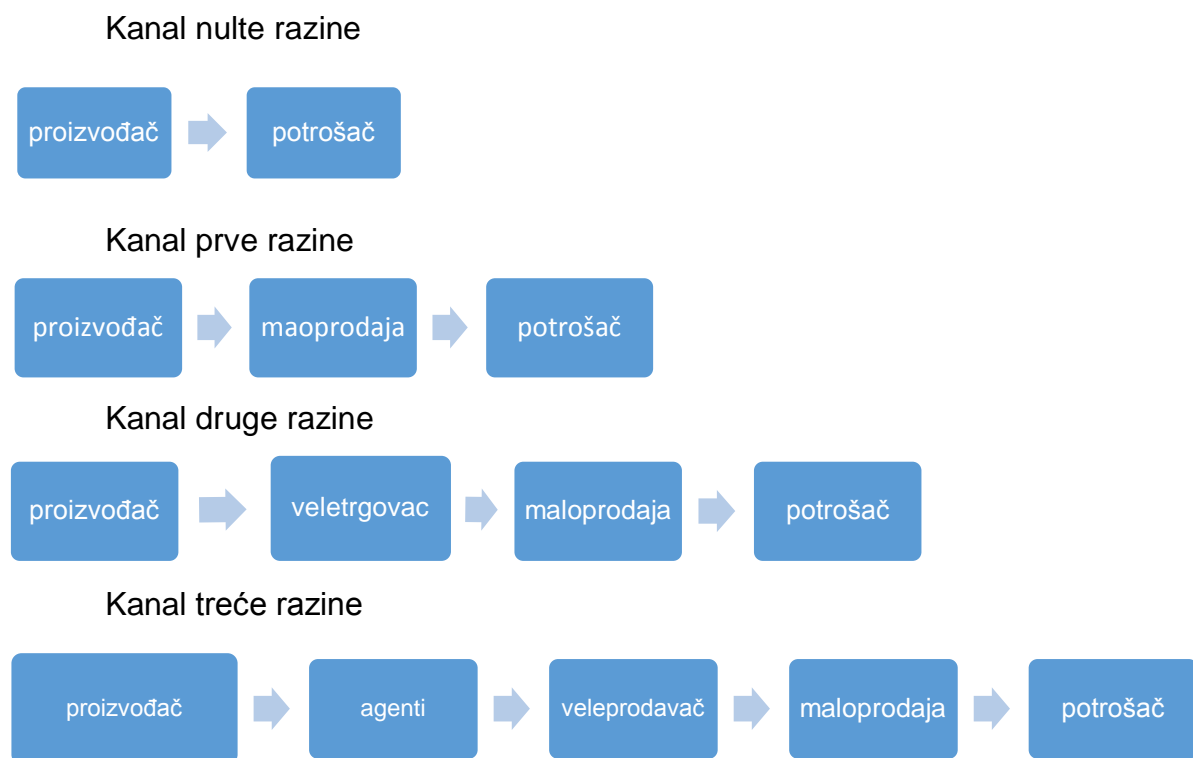 Kanal nulte razine
proizvođač potrošač
Kanal prve razine
proizvođač maoprodaja potrošač
Kanal druge razine
proizvođač veletrgovac maloprodaja potrošač
Kanal treće razine
proizvođač agenti veleprodavač maloprodaja potrošač